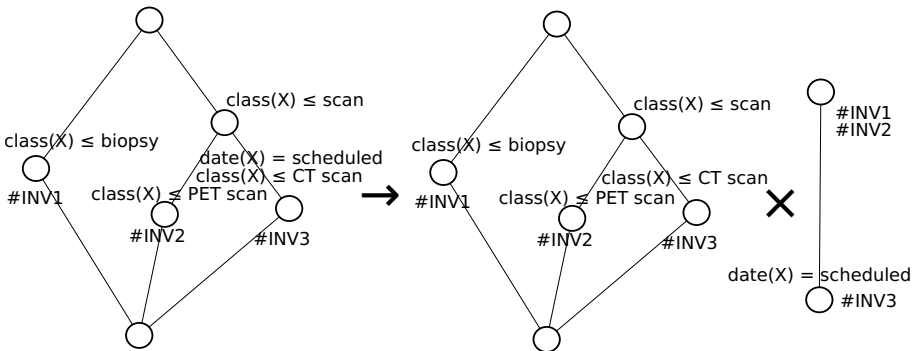 class(X) ≤ scan
class(X) ≤ biopsy
date(X) = scheduled
class(X) ≤ CT scan
class(X) ≤ PET scan
#INV1
#INV2
#INV3
→
class(X) ≤ scan
class(X) ≤ biopsy
class(X) ≤ CT scan
class(X) ≤ PET scan
#INV1
#INV2
#INV3
×
#INV1
#INV2
date(X) = scheduled
#INV3